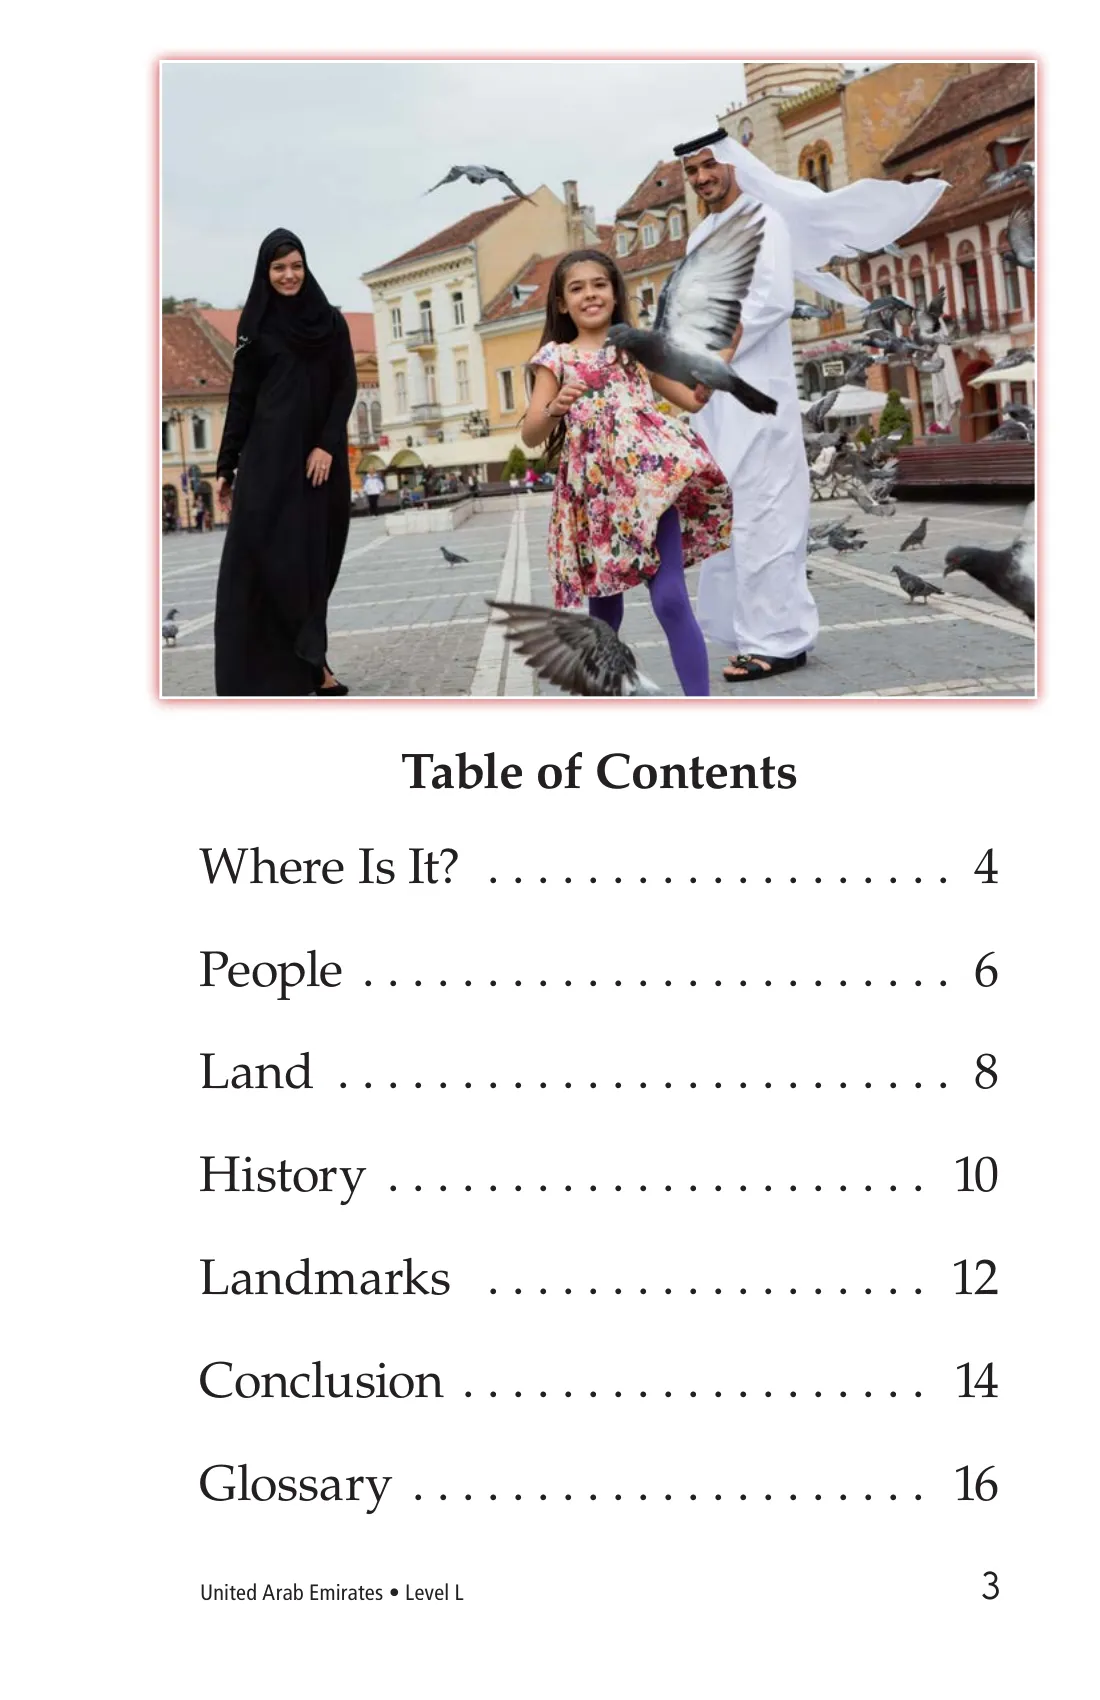 Table of Contents
Where Is It? . . . . . . . . . . . . . . . . . . . 4
People . . . . . . . . . . . . . . . . . . . . . . . . 6
Land . . . . . . . . . . . . . . . . . . . . . . . . . 8
History . . . . . . . . . . . . . . . . . . . . . . 10
Landmarks . . . . . . . . . . . . . . . . . . 12
Conclusion . . . . . . . . . . . . . . . . . . . 14
Glossary . . . . . . . . . . . . . . . . . . . . . 16
United Arab Emirates • Level L 3